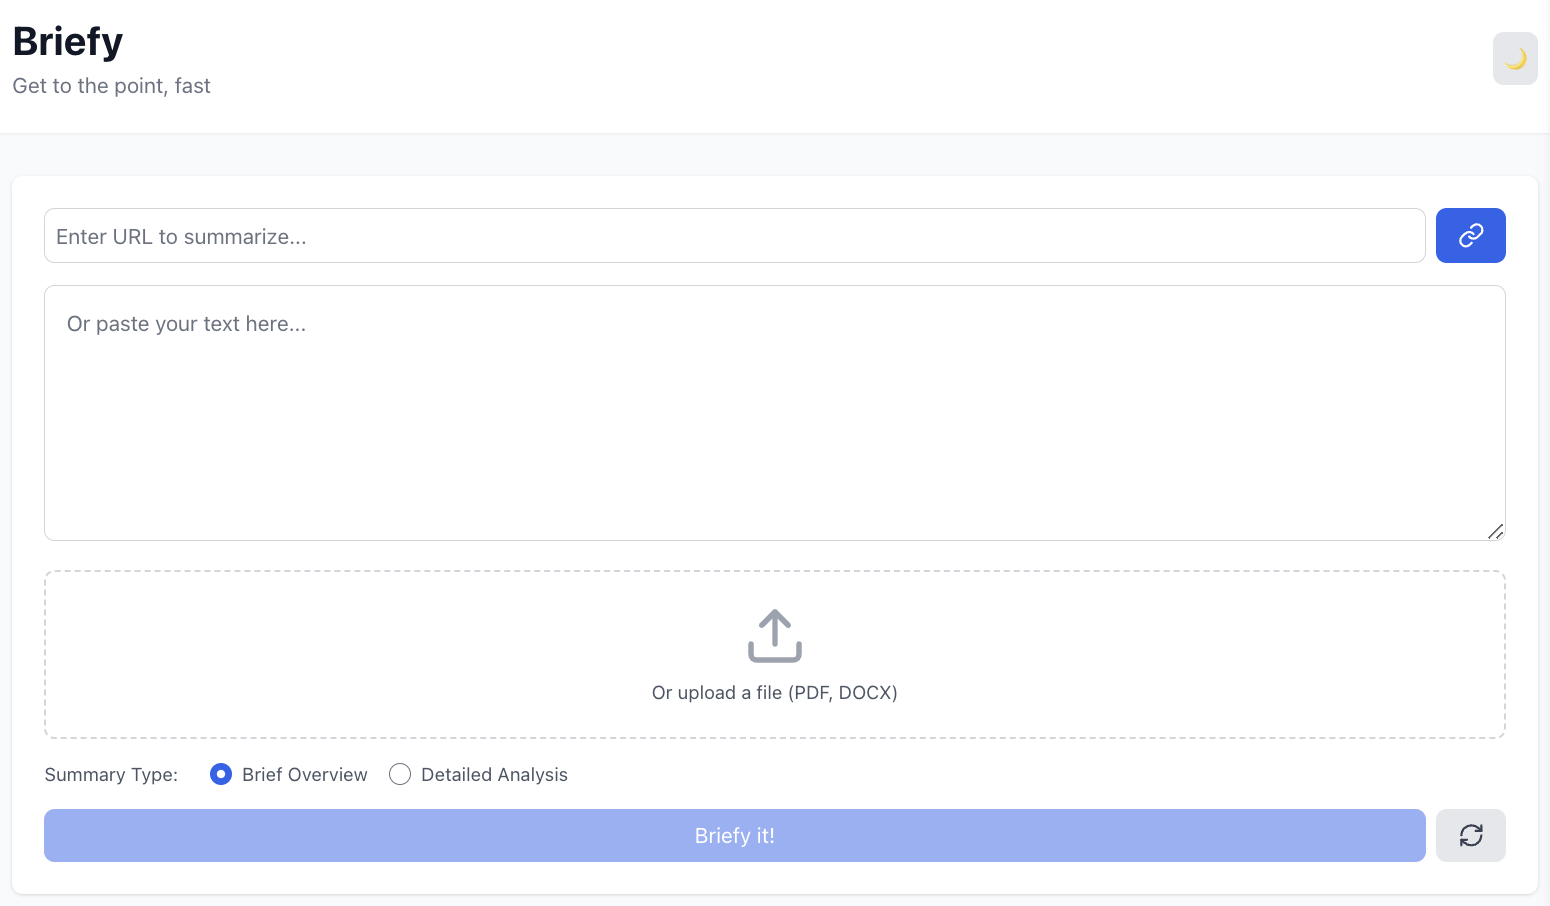 Briefy
Get to the point, fast
Enter URL to summarize...
Or paste your text here...
Or upload a file (PDF, DOCX)
Summary Type: Brief Overview Detailed Analysis
Briefy it!